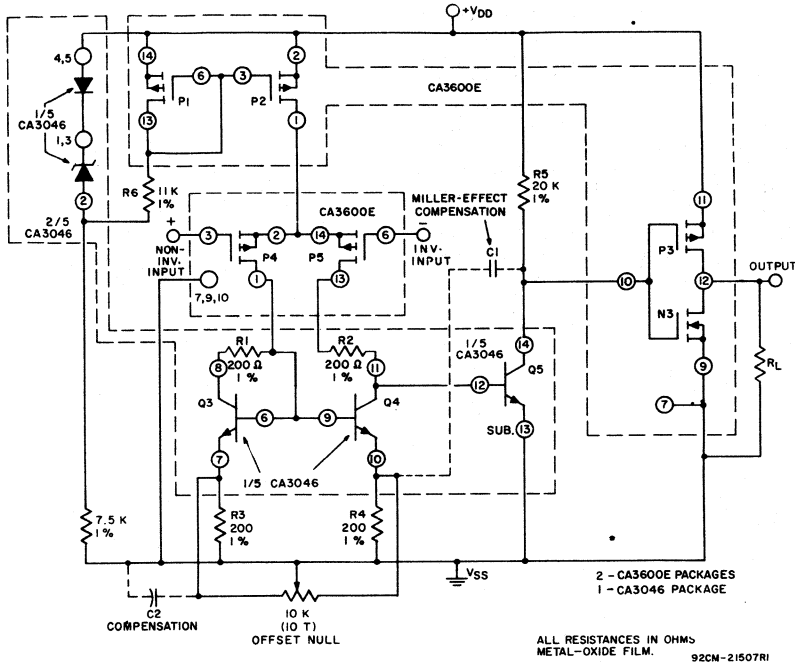 +VDD
14
2
4,5
6
3
CA3600E
P1
P2
1/5
CA3046
13
1
1,3
R6
11 K
1%
2
R5
20 K
1%
MILLER-EFFECT
COMPENSATION
C1
11
2/5
CA3046
CA3600E
+
3
2
14
6
−
NON-
INV.
INPUT
P4
P5
INV.
INPUT
P3
7,9,10
1
13
10
12
OUTPUT
N3
R1
200 Ω
1 %
R2
200 Ω
1 %
1/5
CA3046
14
8
11
12
Q5
RL
9
Q3
6
9
Q4
7
SUB.
13
7
10
1/5 CA3046
7.5 K
1%
R3
200
1%
R4
200
1%
VSS
C2
COMPENSATION
10 K
(10 T)
OFFSET NULL
2 - CA3600E PACKAGES
1 - CA3046 PACKAGE
ALL RESISTANCES IN OHMS
METAL-OXIDE FILM.
92CM-21507R1